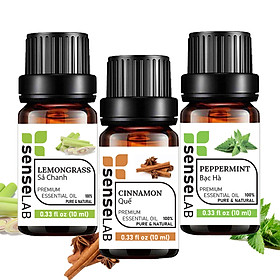 senseLAB
LEMONGRASS
Sả Chanh
PREMIUM
ESSENTIAL OIL 100%
PURE & NATURAL
0.33 fl oz (10 ml)
senseLAB
CINNAMON
Quế
PREMIUM
ESSENTIAL OIL 100%
PURE & NATURAL
0.33 fl oz (10 ml)
senseLAB
PEPPERMINT
Bạc Hà
PREMIUM
ESSENTIAL OIL 100%
PURE & NATURAL
0.33 fl oz (10 ml)